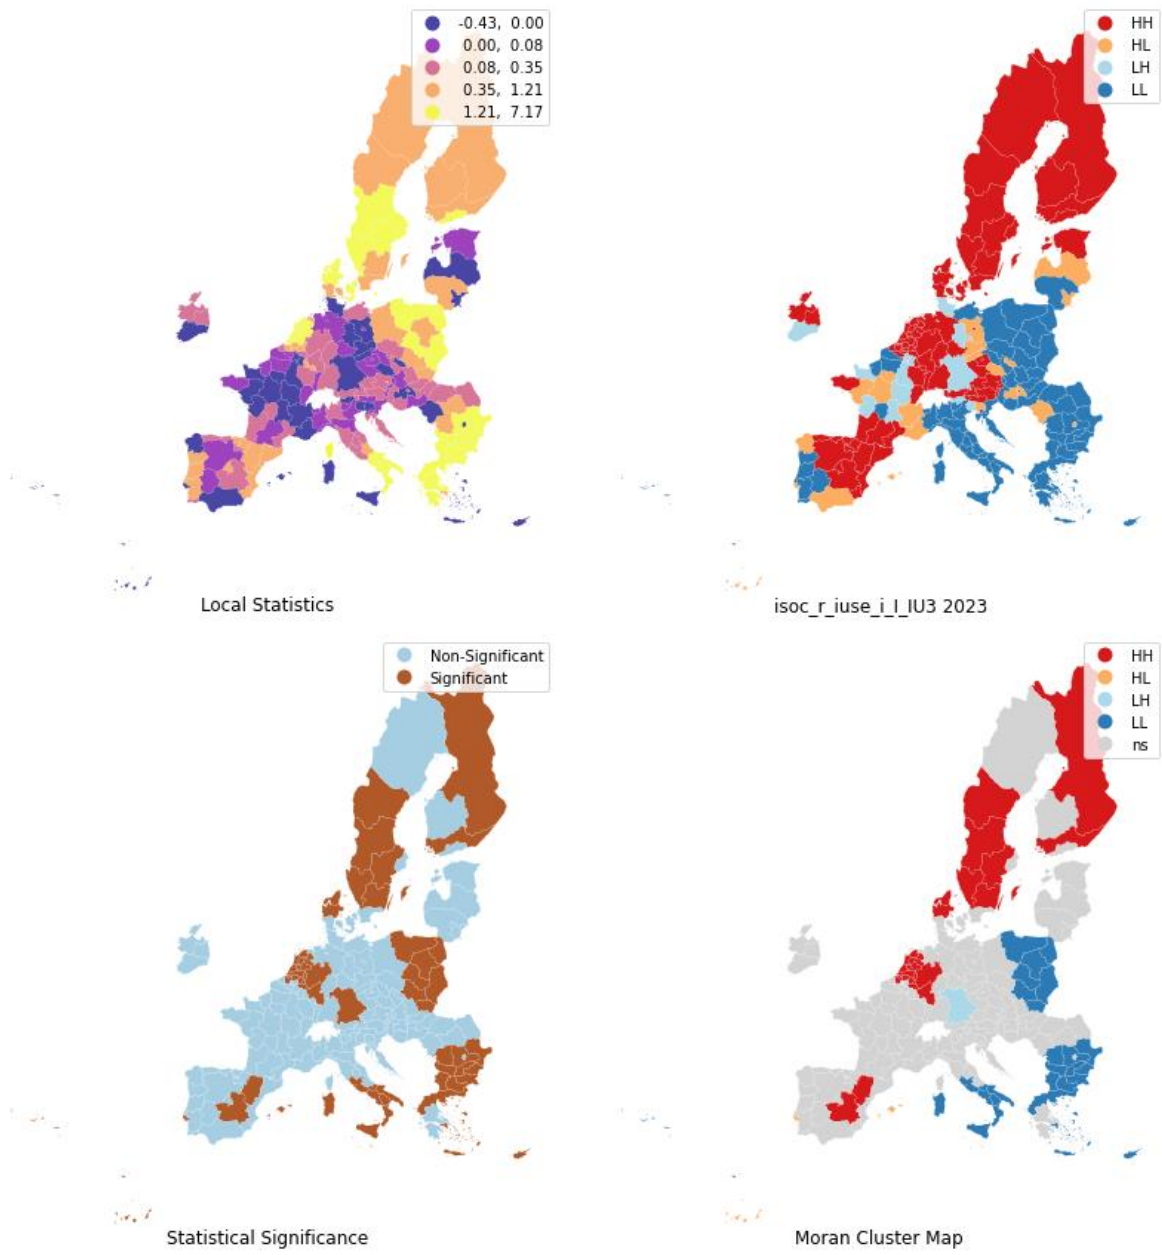 -0.43, 0.00
0.00, 0.08
0.08, 0.35
0.35, 1.21
1.21, 7.17
Local Statistics
HH
HL
LH
LL
isoc_r_iuse_i_I_IU3 2023
Non-Significant
Significant
Statistical Significance
HH
HL
LH
LL
ns
Moran Cluster Map